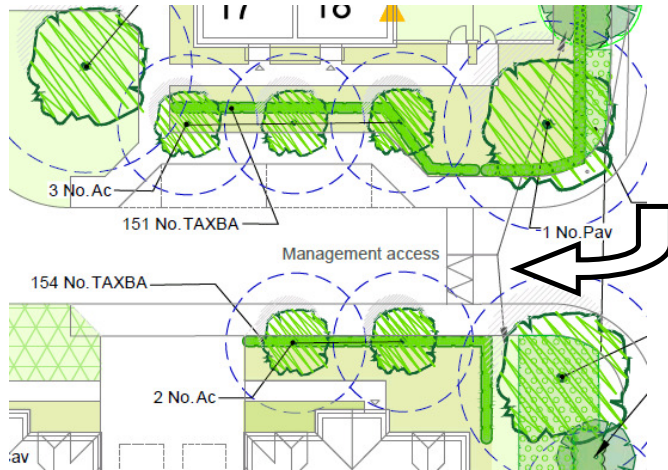 17 18
3 No.Ac
151 No.TAXBA
1 No.Pav
Management access
154 No.TAXBA
2 No.Ac